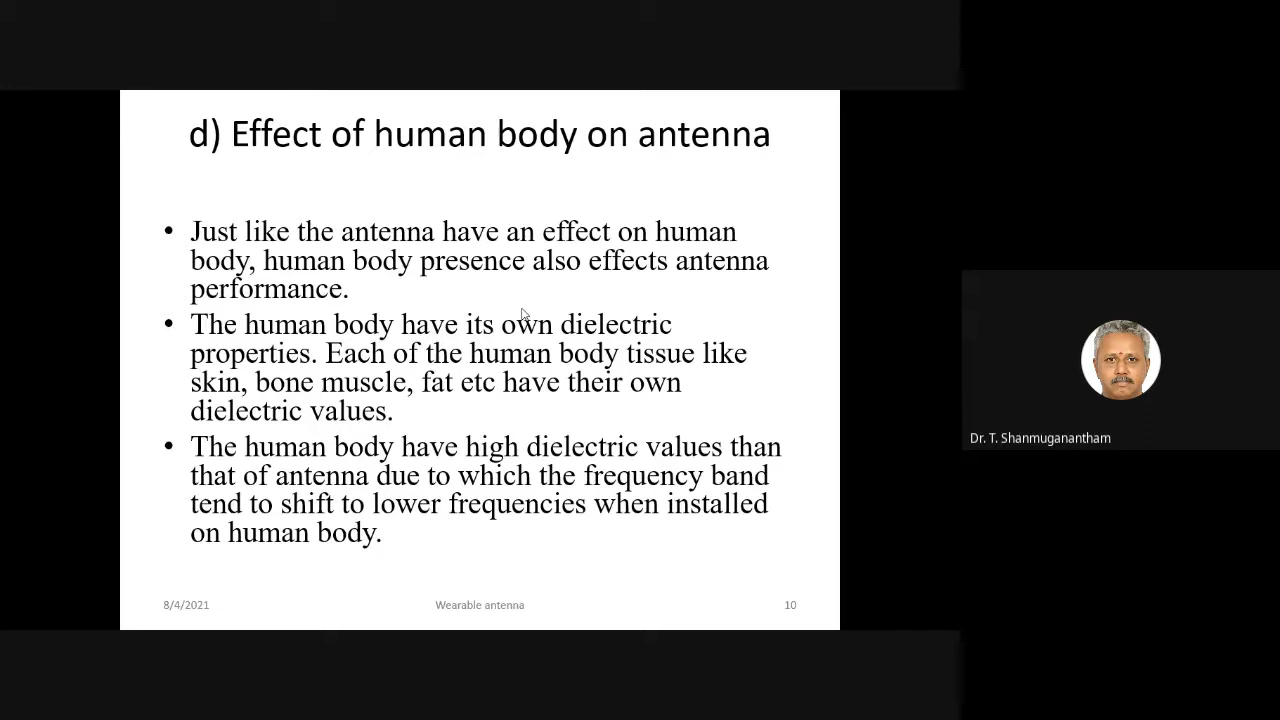 d) Effect of human body on antenna
• Just like the antenna have an effect on human
body, human body presence also effects antenna
performance.
• The human body have its own dielectric
properties. Each of the human body tissue like
skin, bone muscle, fat etc have their own
dielectric values.
• The human body have high dielectric values than
that of antenna due to which the frequency band
tend to shift to lower frequencies when installed
on human body.
8/4/2021 Wearable antenna 10
Dr. T. Shanmuganantham